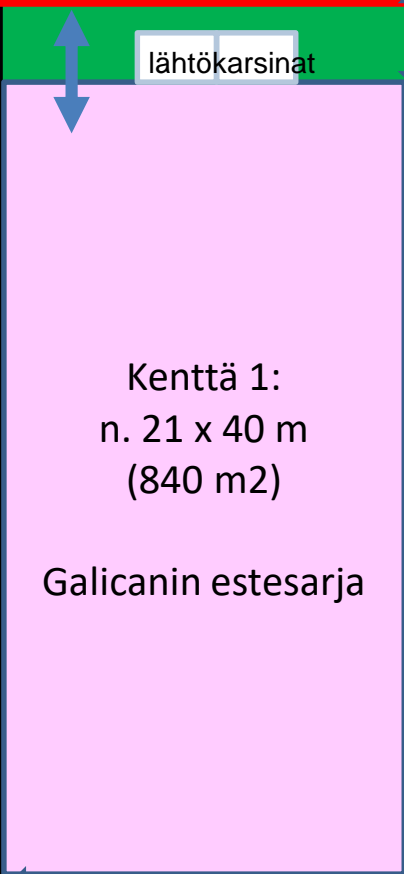 lähtökarsinat
Kenttä 1:
n. 21 x 40 m
(840 m2)
Galicanin estesarja